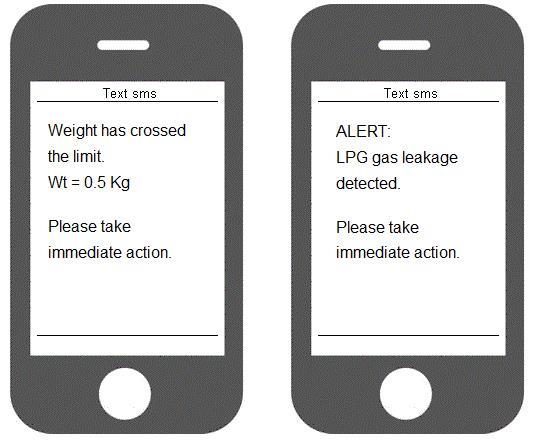 Text sms
Weight has crossed
the limit.
Wt = 0.5 Kg
Please take
immediate action.
Text sms
ALERT:
LPG gas leakage
detected.
Please take
immediate action.